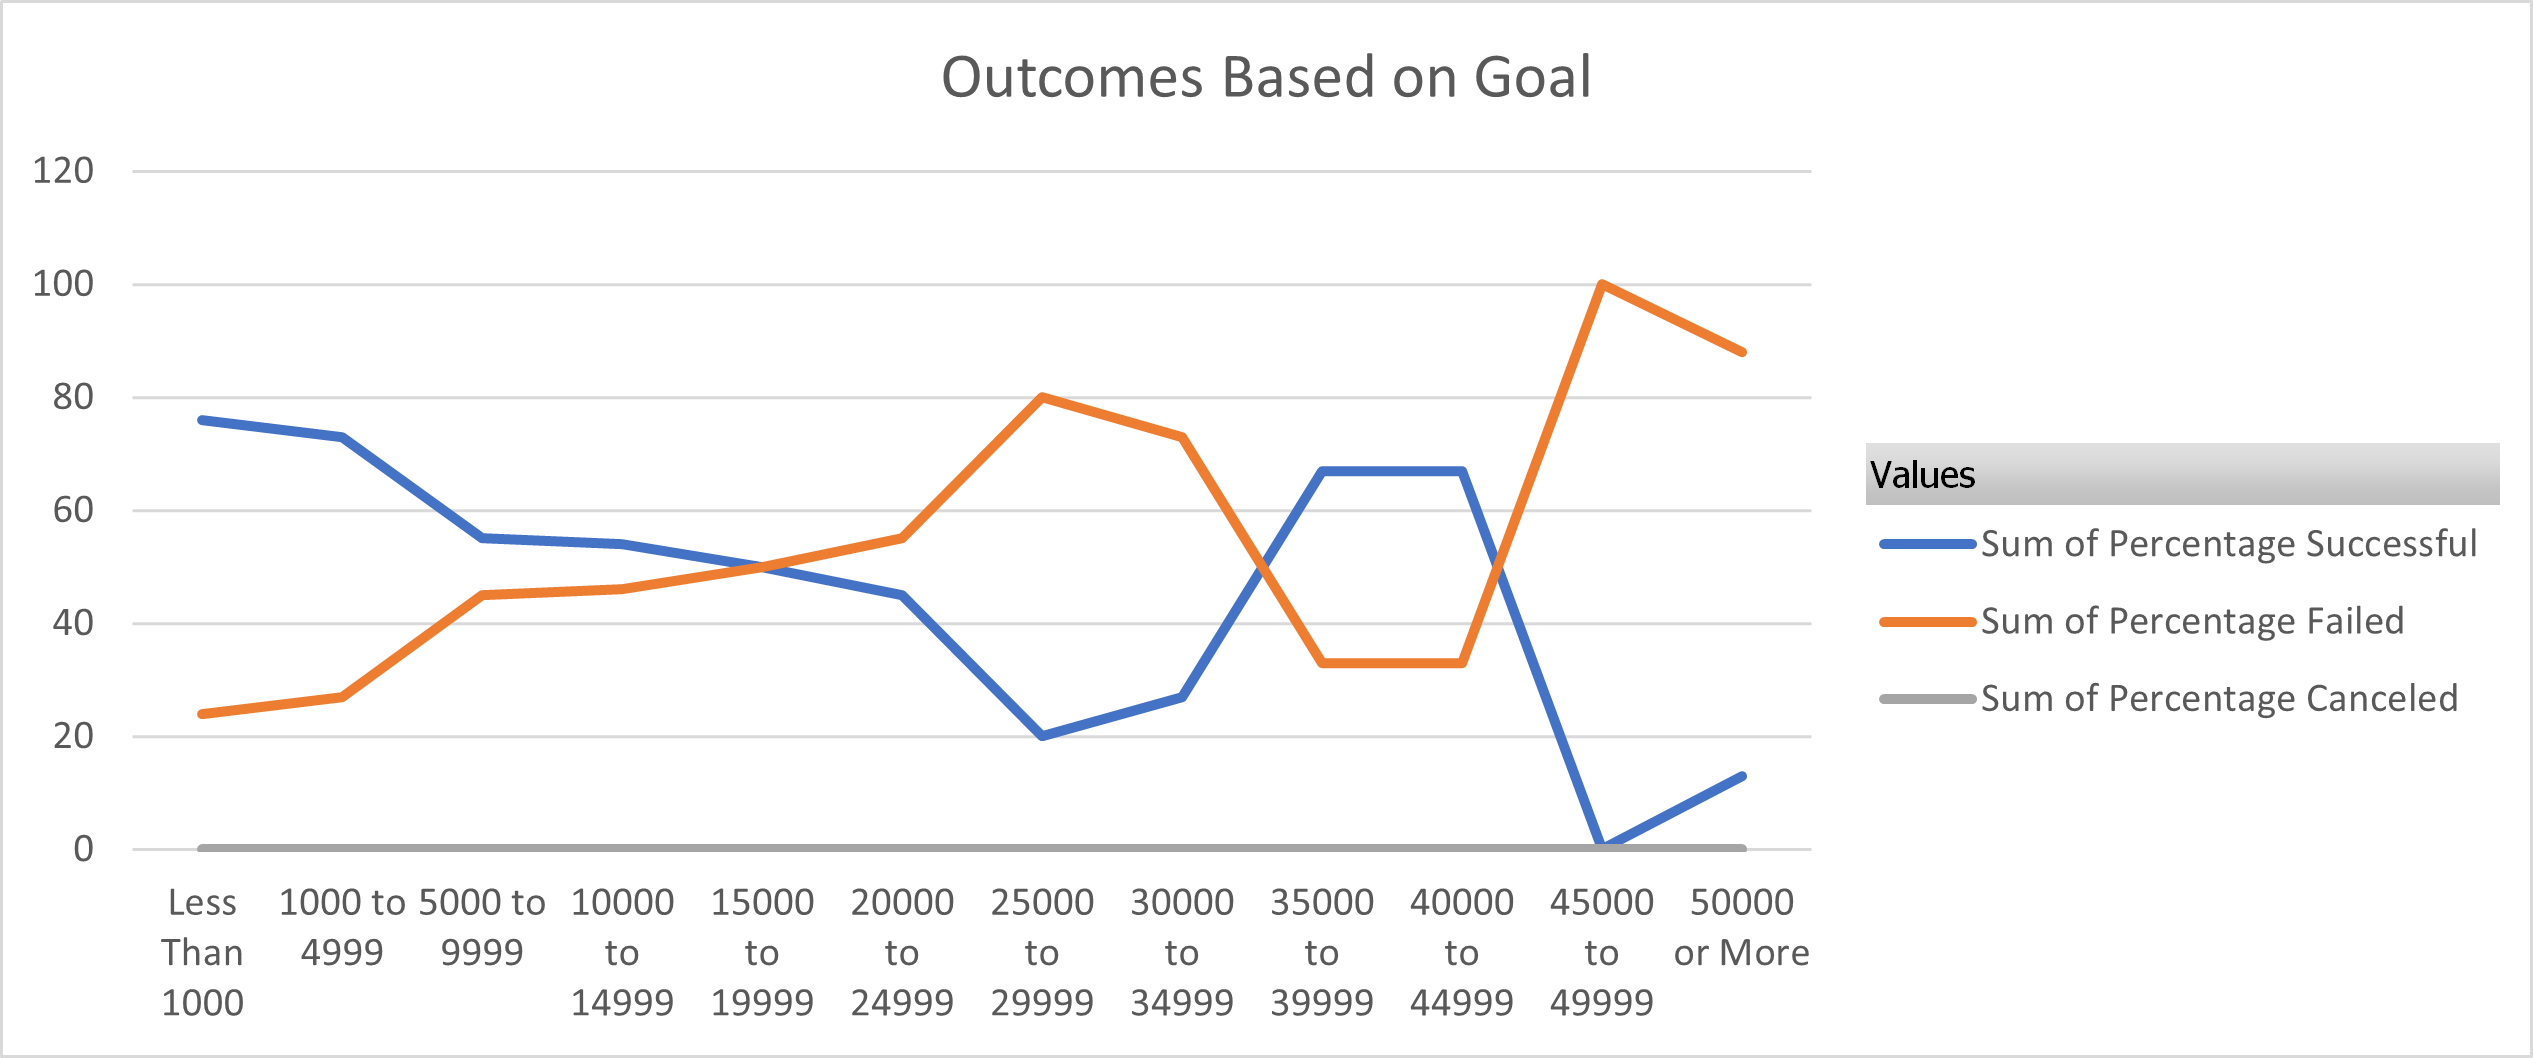 Outcomes Based on Goal
120
100
80
60
40
20
0
Less Than 1000
1000 to 4999
5000 to 9999
10000 to 14999
15000 to 19999
20000 to 24999
25000 to 29999
30000 to 34999
35000 to 39999
40000 to 44999
45000 to 49999
50000 or More
Values
Sum of Percentage Successful
Sum of Percentage Failed
Sum of Percentage Canceled